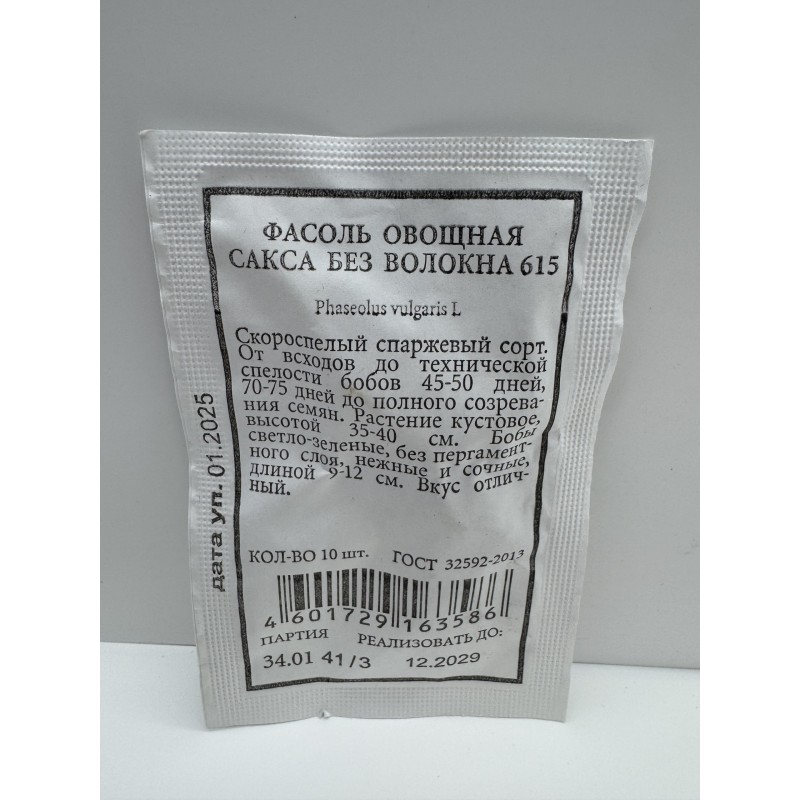 ФАСОЛЬ ОВОЩНАЯ
САКСА БЕЗ ВОЛОКНА 615
Phaseolus vulgaris L
Скороспелый спаржевый сорт.
От всходов до технической
спелости бобов 45-50 дней,
70-75 дней до полного созрева-
ния семян. Растение кустовое,
высотой 35-40 см. Бобы
светло-зеленые, без пергамент-
ного слоя, нежные и сочные,
длиной 9-12 см. Вкус отлич-
ный.
дата уп. 01.2025
КОЛ-ВО 10 шт. ГОСТ 32592-2013
4 601729 163586
ПАРТИЯ РЕАЛИЗОВАТЬ ДО:
34.01 41/3 12.2029